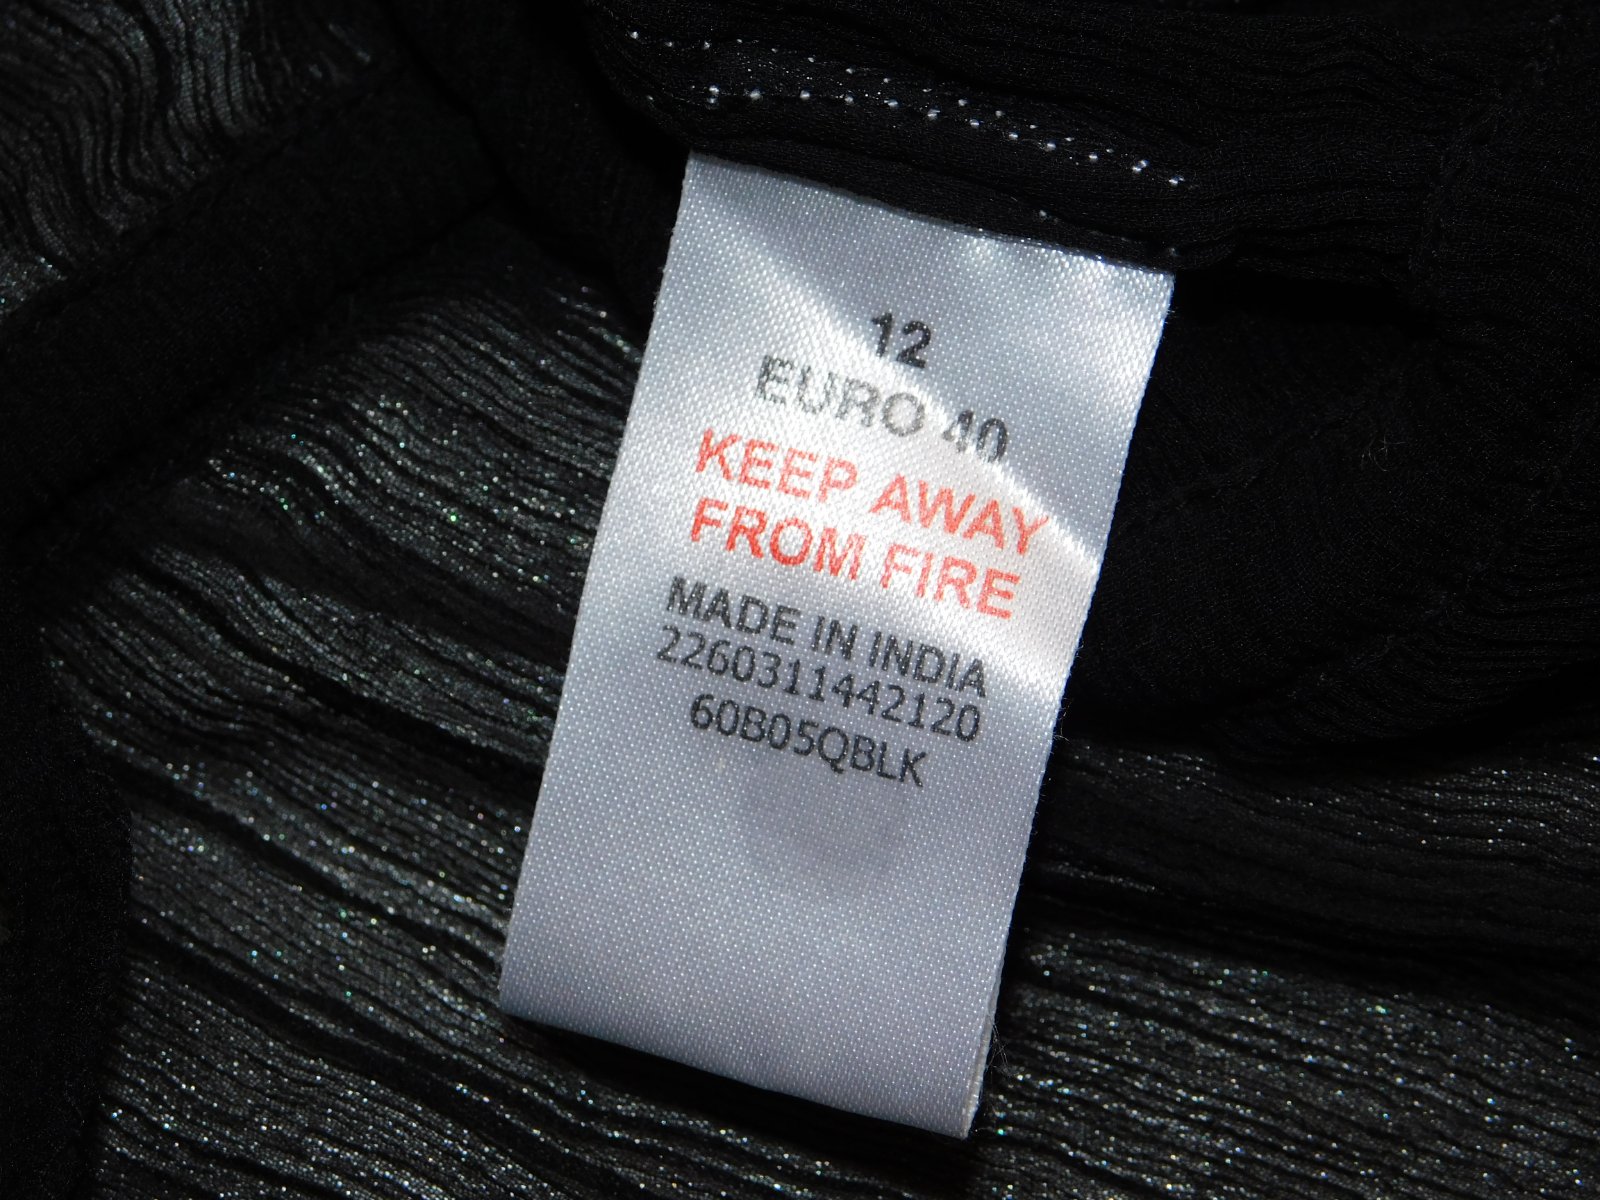 12
EURO 40
KEEP AWAY
FROM FIRE
MADE IN INDIA
2260311442120
60B05QBLK